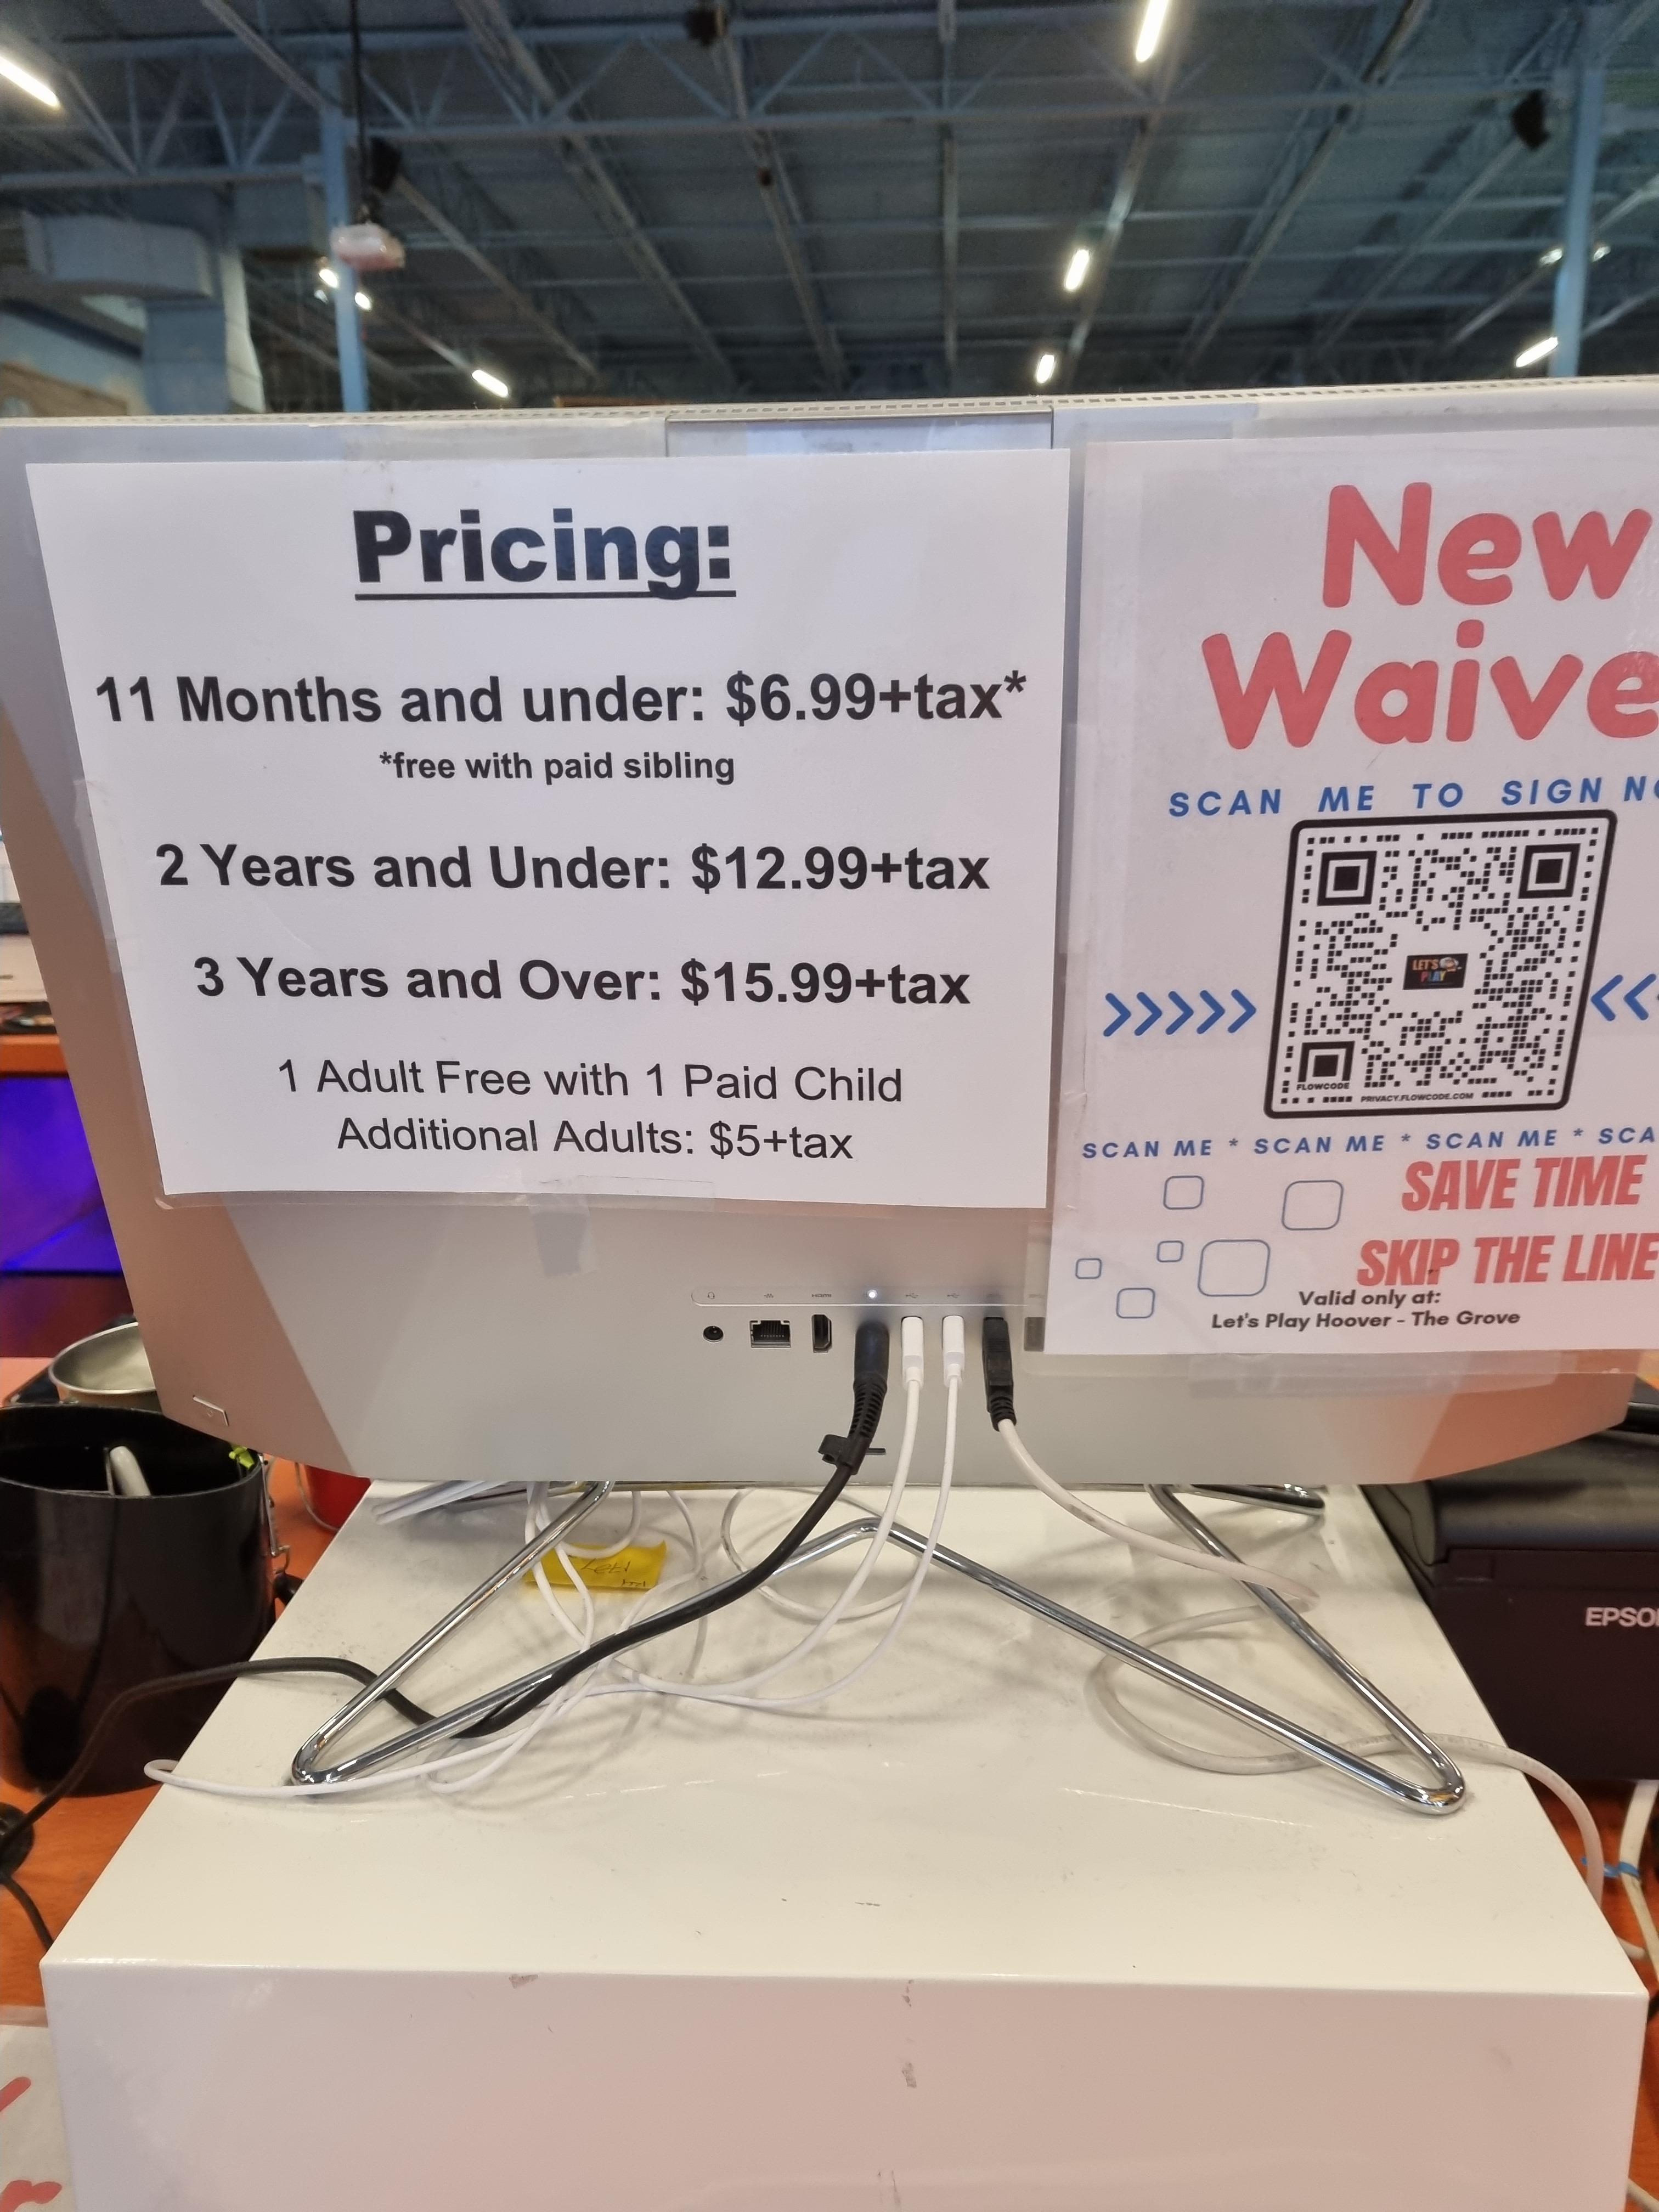 Pricing:
11 Months and under: $6.99+tax*
*free with paid sibling
2 Years and Under: $12.99+tax
3 Years and Over: $15.99+tax
1 Adult Free with 1 Paid Child
Additional Adults: $5+tax
New
Waive
SCAN ME TO SIGN NO
LET'S
PLAY
FLOWCODE
PRIVACY.FLOWCODE.COM
SCAN ME * SCAN ME * SCAN ME * SCA
SAVE TIME
SKIP THE LINE
Valid only at:
Let's Play Hoover - The Grove
HDMI
EPSO